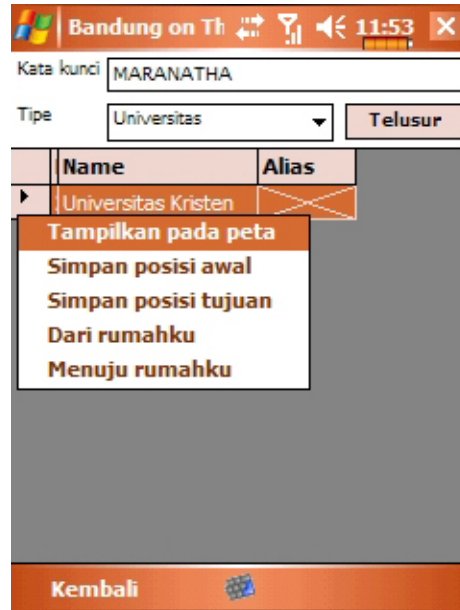 Bandung on Th 11:53
Kata kunci MARANATHA
Tipe Universitas Telusur
Name Alias
Universitas Kristen
Tampilkan pada peta
Simpan posisi awal
Simpan posisi tujuan
Dari rumahku
Menuju rumahku
Kembali